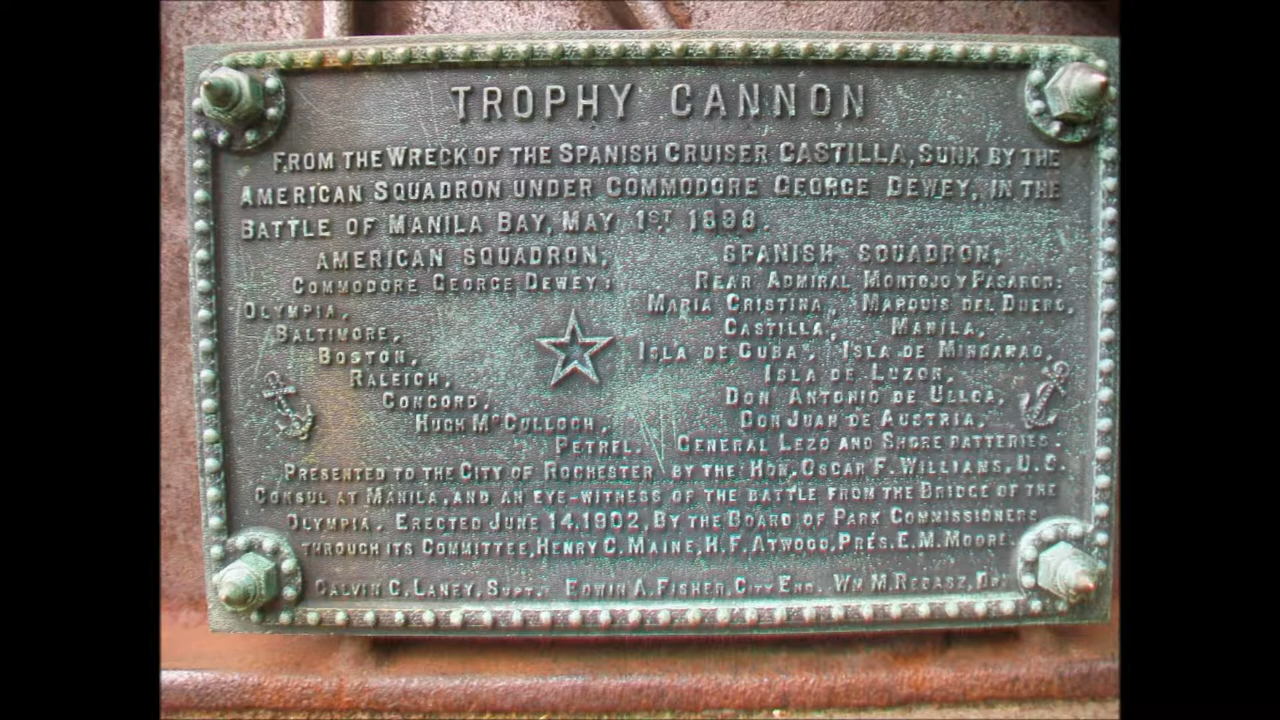 TROPHY CANNON
FROM THE WRECK OF THE SPANISH CRUISER CASTILLA, SUNK BY THE
AMERICAN SQUADRON UNDER COMMODORE GEORGE DEWEY, IN THE
BATTLE OF MANILA BAY, MAY 1ST 1898.
AMERICAN SQUADRON,
COMMODORE GEORGE DEWEY:
OLYMPIA,
BALTIMORE,
BOSTON,
RALEIGH,
CONCORD,
HUGH McCULLOCH,
PETREL.
SPANISH SQUADRON,
REAR ADMIRAL MONTOJO Y PASARON:
MARIA CRISTINA, MARQUIS DEL DUERO,
CASTILLA, MANILA,
ISLA DE CUBA, ISLA DE MINDANAO,
ISLA DE LUZON,
DON ANTONIO DE ULLOA,
DON JUAN DE AUSTRIA,
GENERAL LEZO AND SHORE BATTERIES.
PRESENTED TO THE CITY OF ROCHESTER BY THE HON. OSCAR F. WILLIAMS, U.S.
CONSUL AT MANILA, AND AN EYE-WITNESS OF THE BATTLE FROM THE BRIDGE OF THE
OLYMPIA. ERECTED JUNE 14, 1902, BY THE BOARD OF PARK COMMISSIONERS
THROUGH ITS COMMITTEE, HENRY C. MAINE, H.F. ATWOOD, PRES. E.M. MOORE.
CALVIN C. LANEY, SUPT. EDWIN A. FISHER, CITY ENG. WM M. REBASZ, DR.